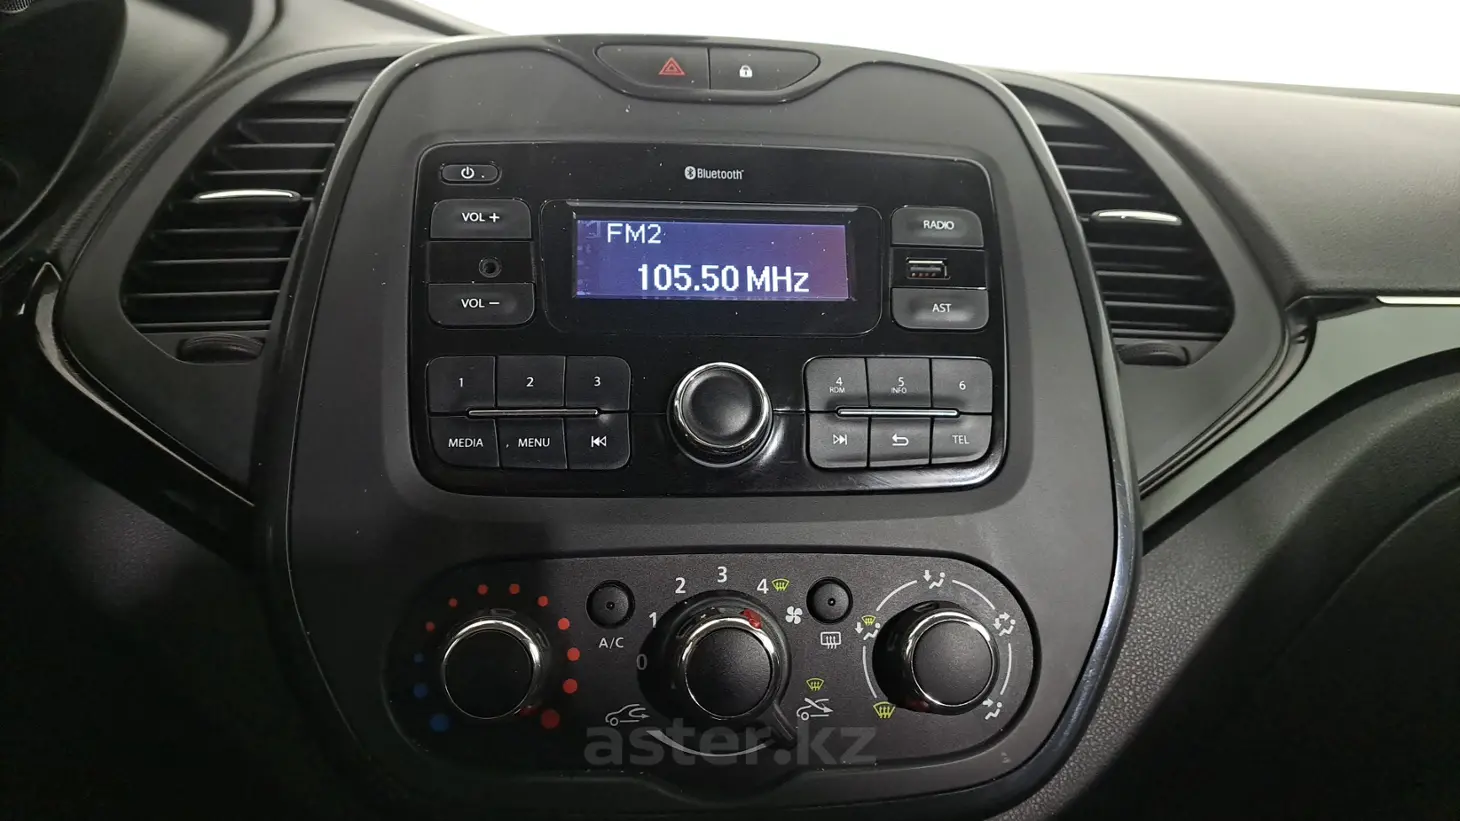 Bluetooth
VOL +
RADIO
FM2
105.50 MHz
VOL −
AST
1 2 3
4 RDM 5 INFO 6
MEDIA MENU
TEL
0 1 2 3 4
A/C
aster.kz